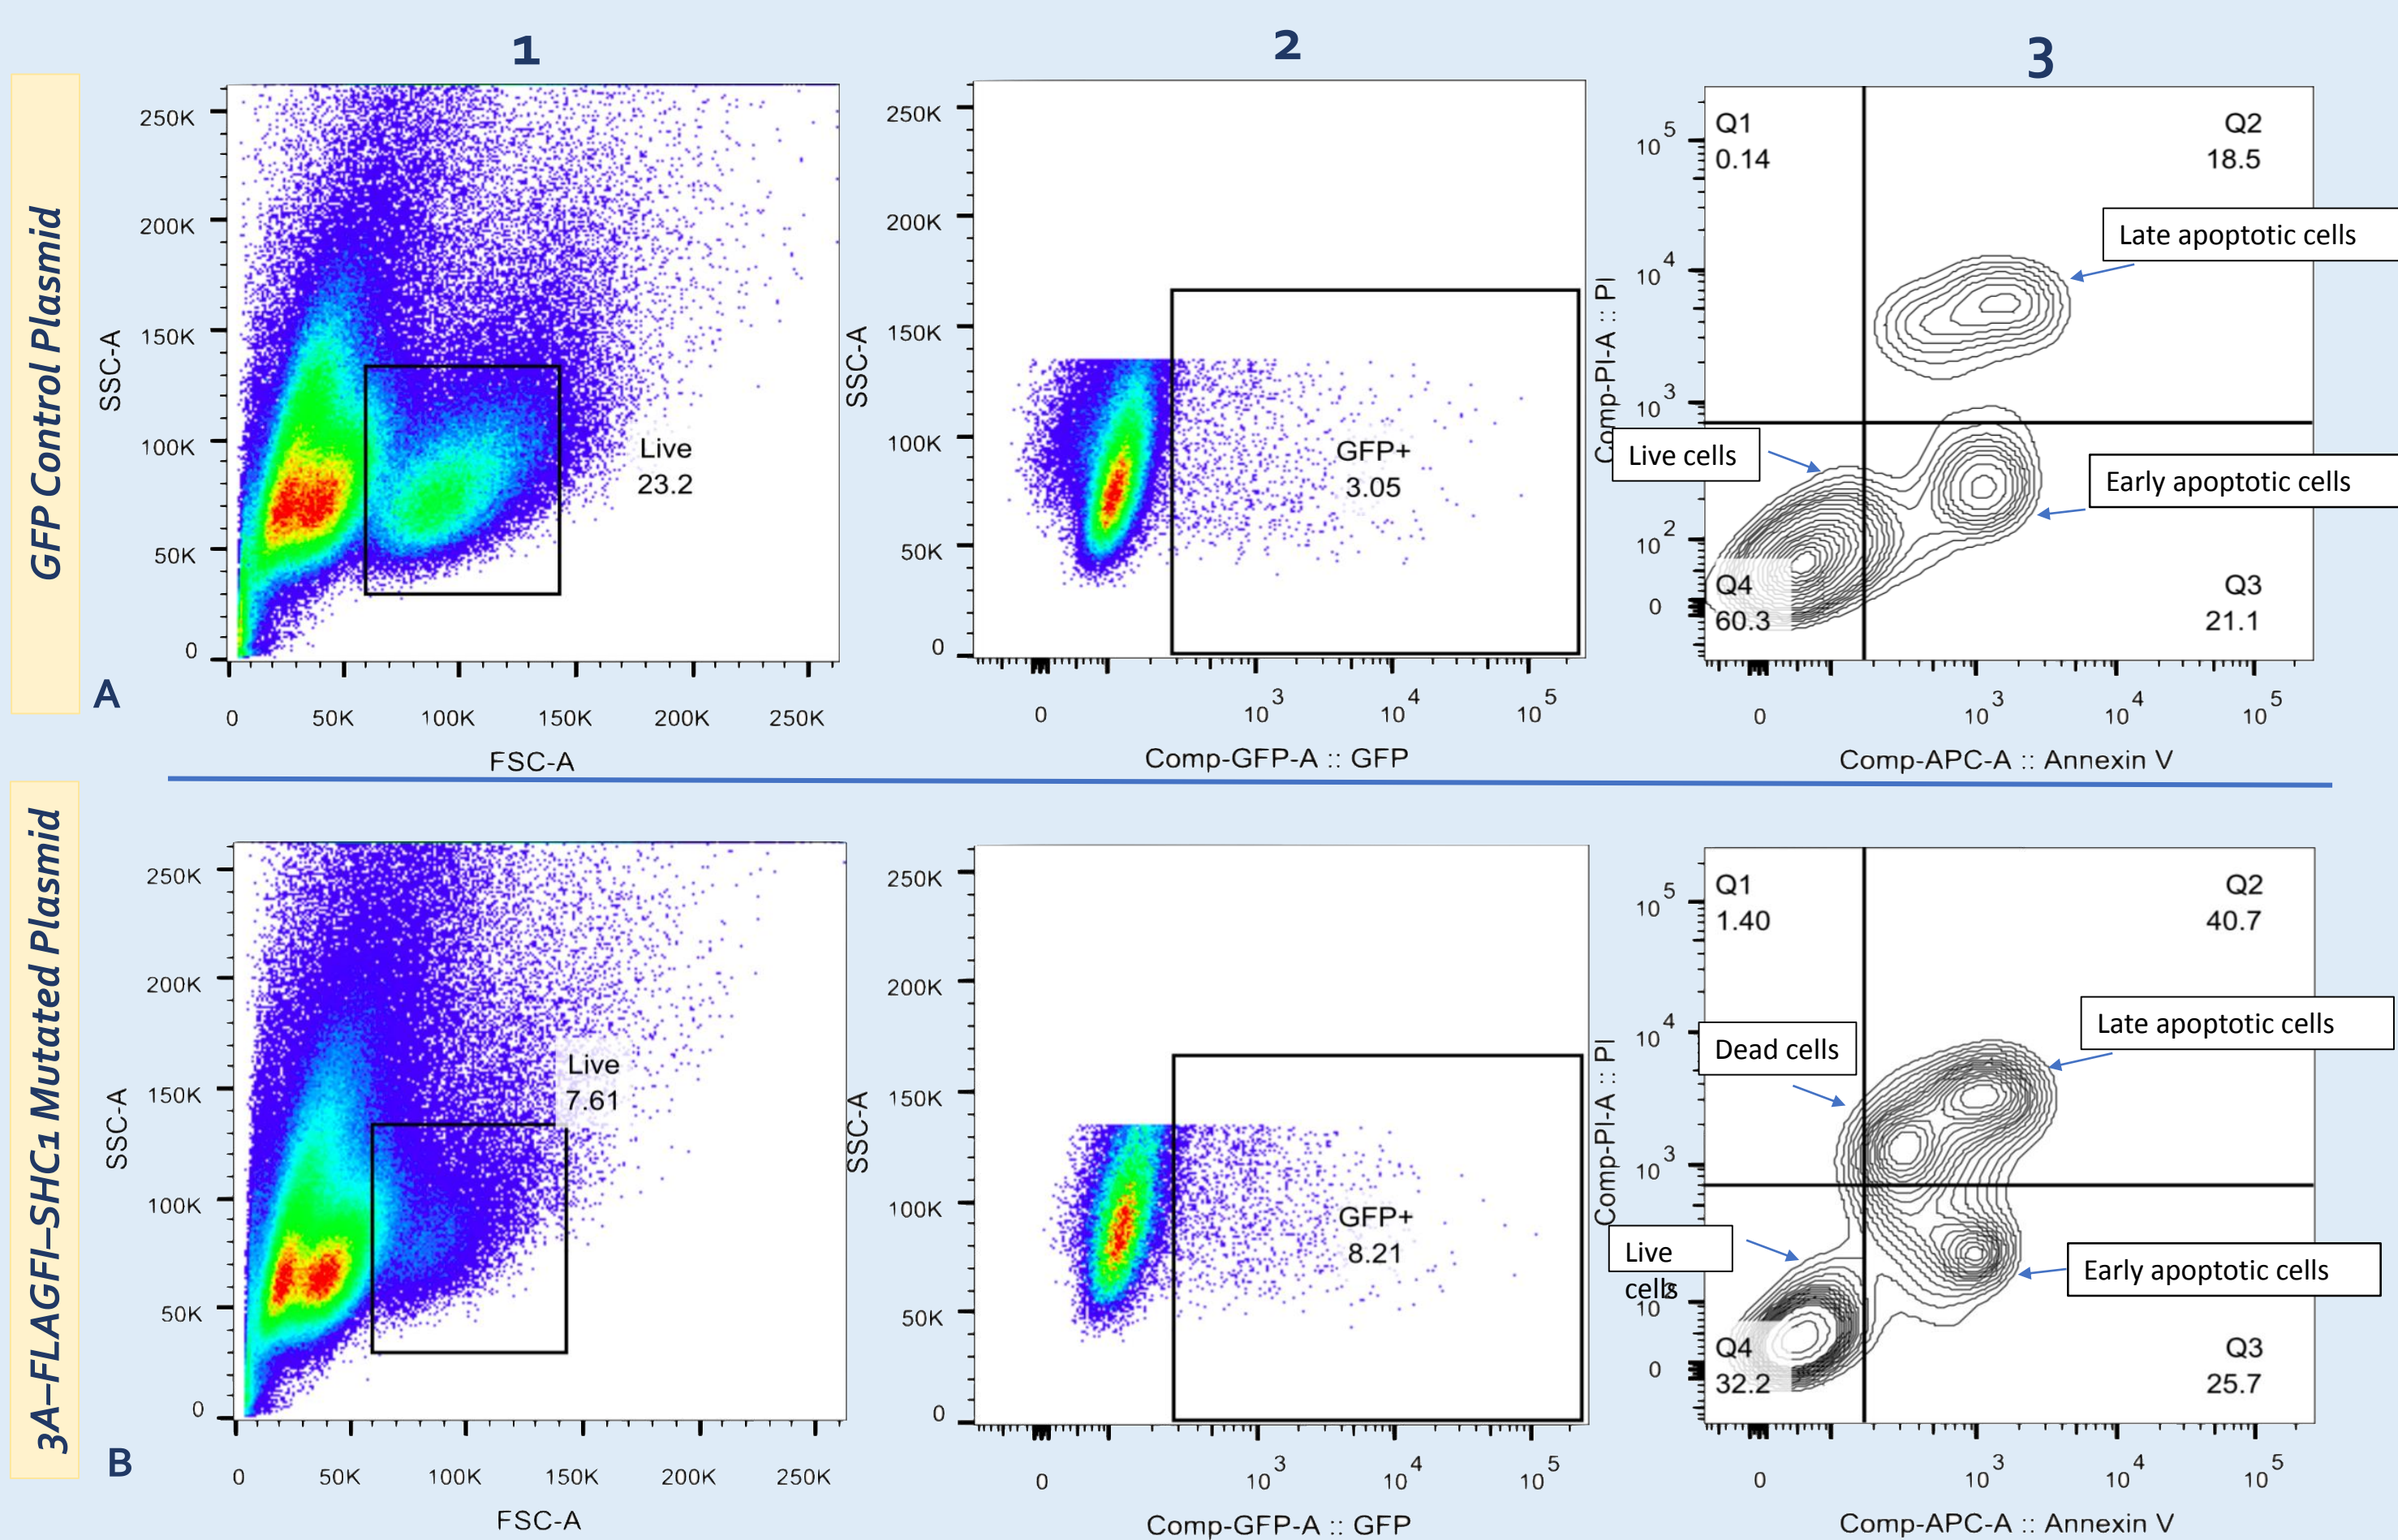 1
2
3
GFP Control Plasmid
A
250K
200K
150K
100K
50K
0
SSC-A
Live
23.2
0 50K 100K 150K 200K 250K
FSC-A
250K
200K
150K
100K
50K
0
SSC-A
GFP+
3.05
0 10^3 10^4 10^5
Comp-GFP-A :: GFP
10^5
10^4
10^3
10^2
0
Comp-PI-A :: PI
Q1
0.14
Q2
18.5
Late apoptotic cells
Live cells
Early apoptotic cells
Q4
60.3
Q3
21.1
0 10^3 10^4 10^5
Comp-APC-A :: Annexin V
3A–FLAGFI–SHC1 Mutated Plasmid
B
250K
200K
150K
100K
50K
0
SSC-A
Live
7.61
0 50K 100K 150K 200K 250K
FSC-A
250K
200K
150K
100K
50K
0
SSC-A
GFP+
8.21
0 10^3 10^4 10^5
Comp-GFP-A :: GFP
10^5
10^4
10^3
10^2
0
Comp-PI-A :: PI
Q1
1.40
Q2
40.7
Late apoptotic cells
Dead cells
Live
cells
Early apoptotic cells
Q4
32.2
Q3
25.7
0 10^3 10^4 10^5
Comp-APC-A :: Annexin V